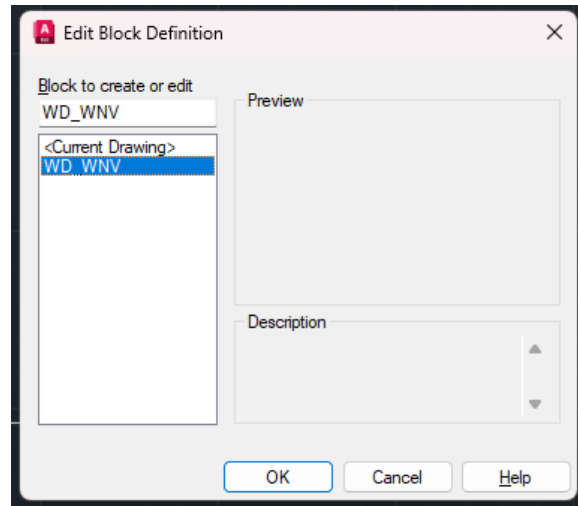 Edit Block Definition
Block to create or edit
WD_WNV
<Current Drawing>
WD_WNV
Preview
Description
OK
Cancel
Help